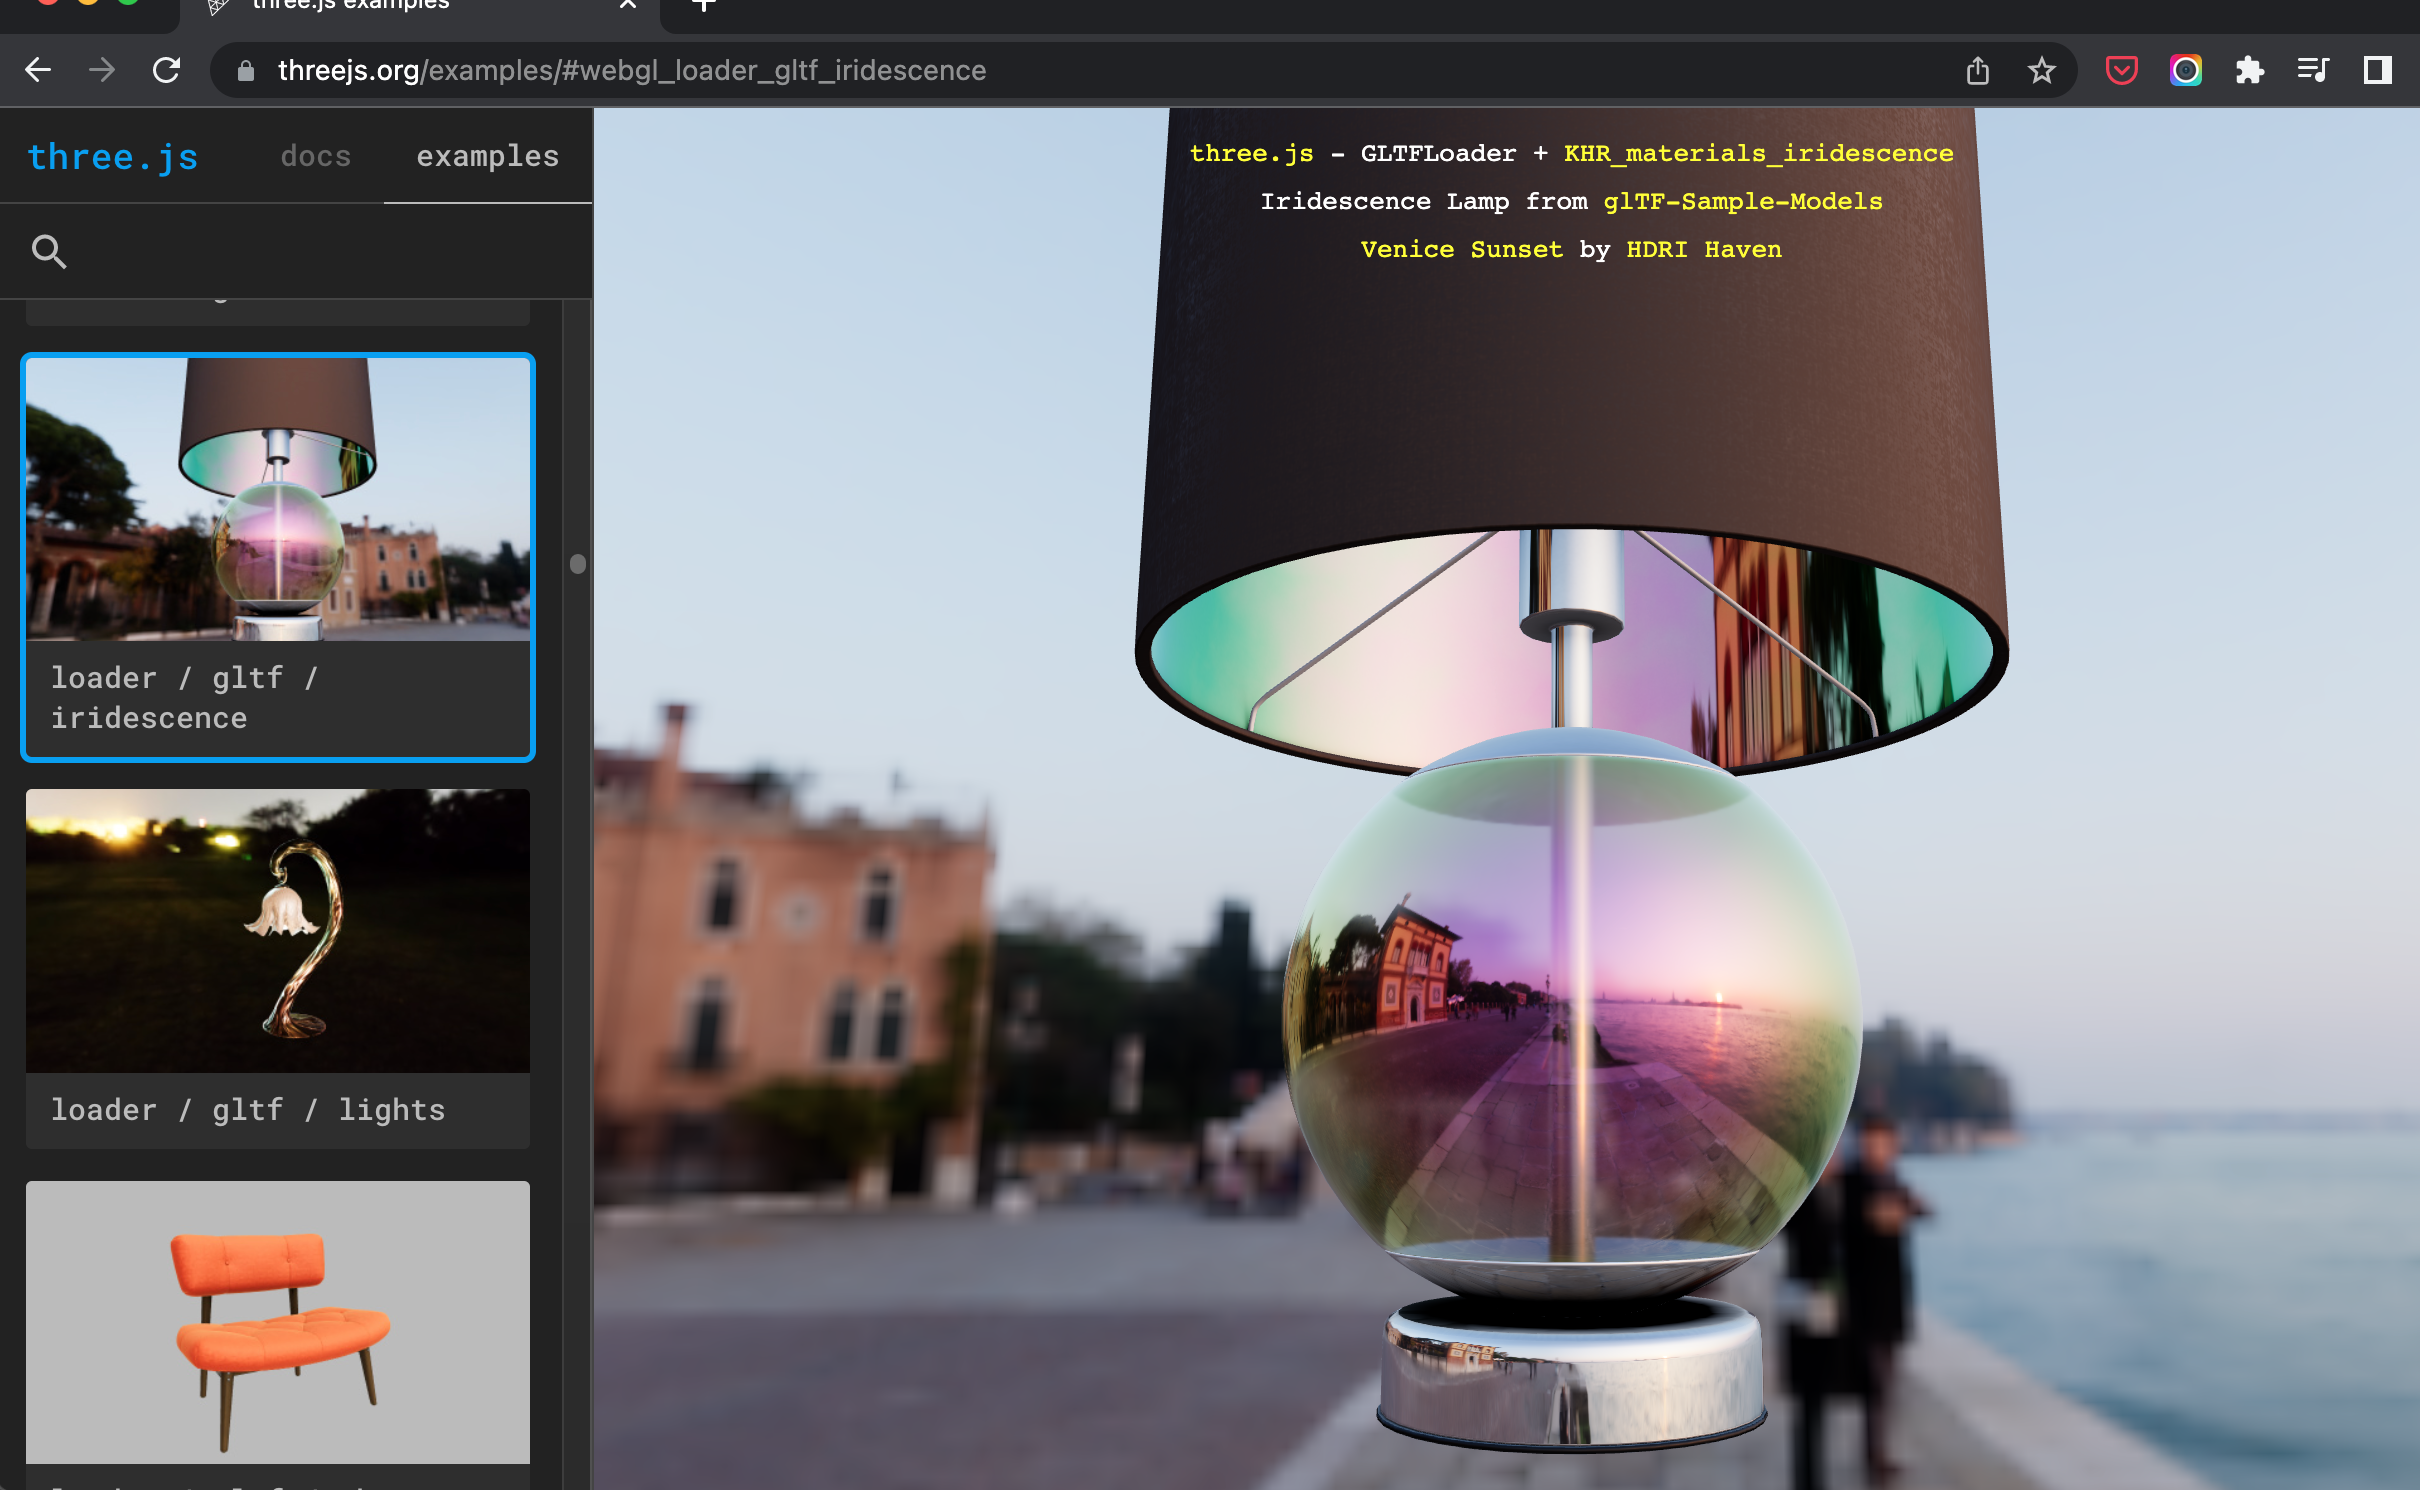 three.js examples
threejs.org/examples/#webgl_loader_gltf_iridescence
three.js docs examples
three.js - GLTFLoader + KHR_materials_iridescence
Iridescence Lamp from glTF-Sample-Models
Venice Sunset by HDRI Haven
loader / gltf /
iridescence
loader / gltf / lights